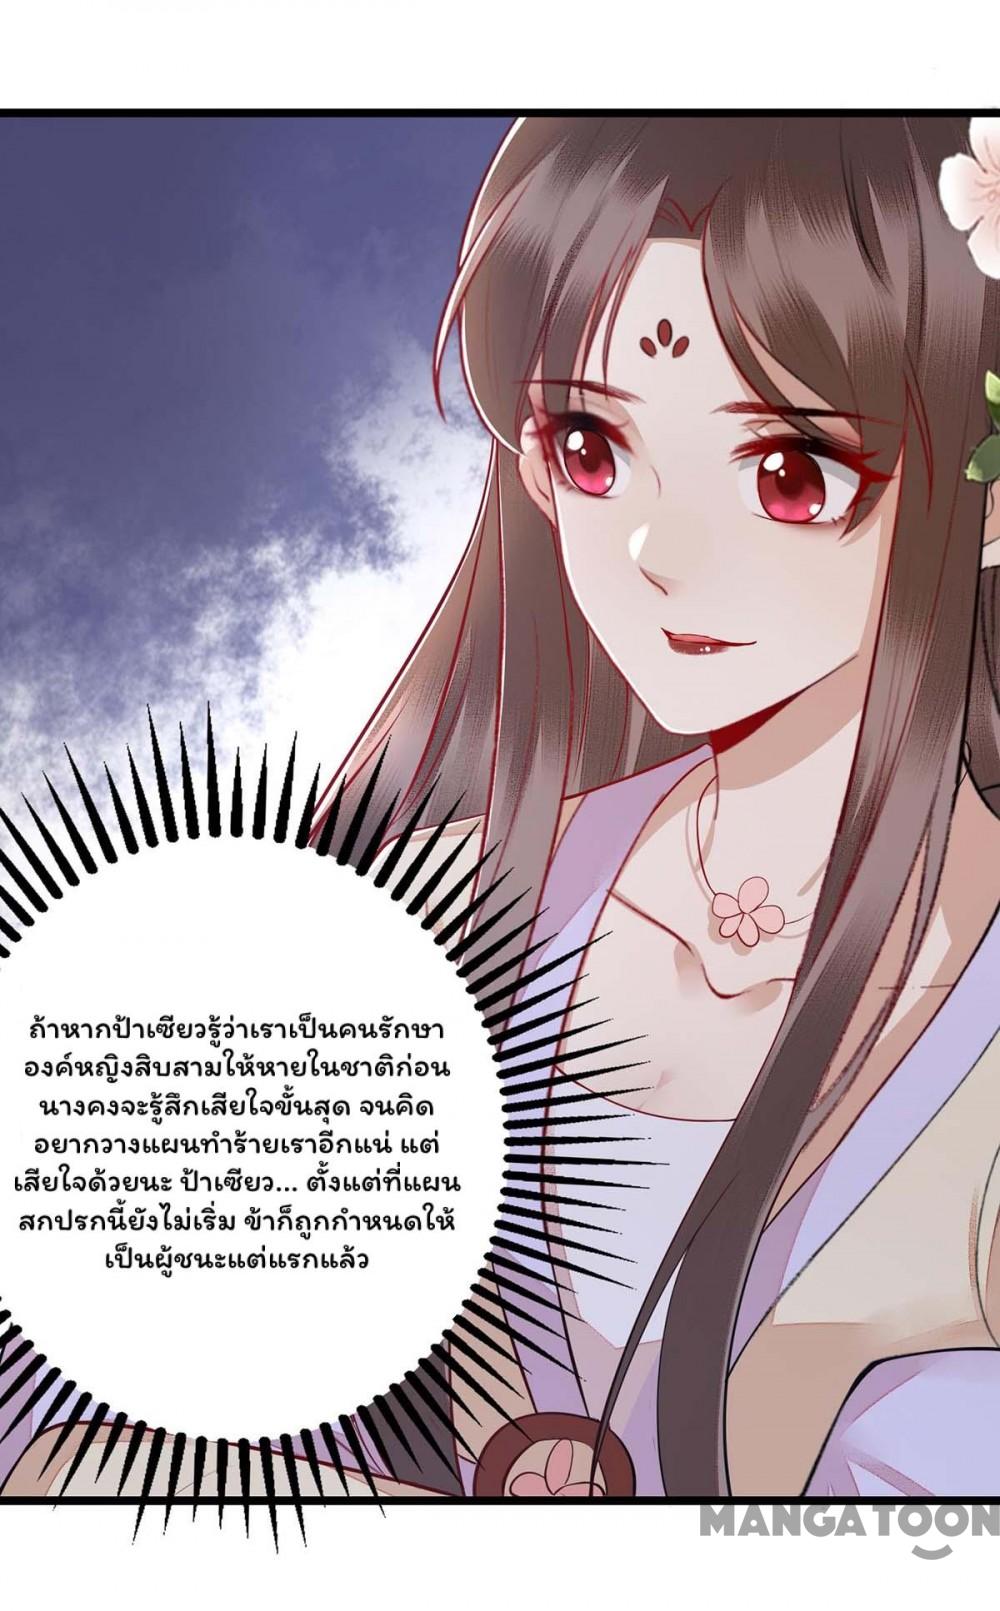 ถ้าหากป้าเซียวรู้ว่าเราเป็นคนรักษา
องค์หญิงสิบสามให้หายในชาติก่อน
นางคงจะรู้สึกเสียใจขั้นสุด จนคิด
อยากวางแผนทำร้ายเราอีกแน่ แต่
เสียใจด้วยนะ ป้าเซียว... ตั้งแต่ที่แผน
สกปรกนี้ยังไม่เริ่ม ข้าก็ถูกกำหนดให้
เป็นผู้ชนะแต่แรกแล้ว
MANGATOON